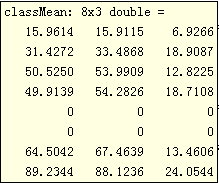 classMean: 8x3 double =
15.9614 15.9115 6.9266
31.4272 33.4868 18.9087
50.5250 53.9909 12.8225
49.9139 54.2826 18.7108
0 0 0
0 0 0
64.5042 67.4639 13.4606
89.2344 88.1236 24.0544